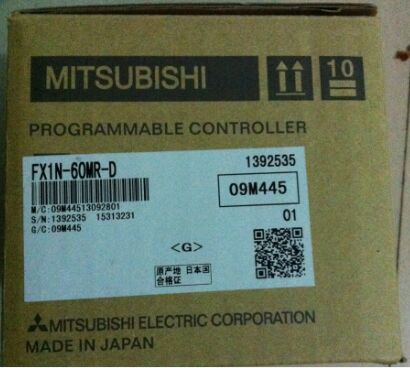 MITSUBISHI
10
PROGRAMMABLE CONTROLLER
FX1N-60MR-D
1392535
09M445
M/C:09M44513092801
S/N:1392535 15313231
G/C:09M445
01
<G>
原产地 日本国
合格证
MITSUBISHI ELECTRIC CORPORATION
MADE IN JAPAN